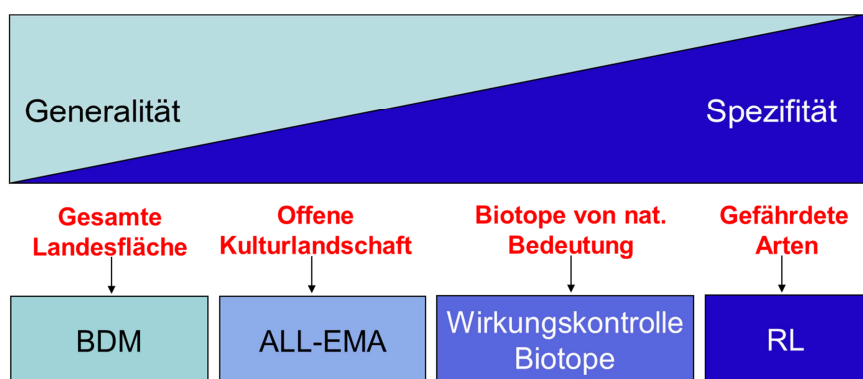 Generalität
Spezifität
Gesamte
Landesfläche
Offene
Kulturlandschaft
Biotope von nat.
Bedeutung
Gefährdete
Arten
BDM
ALL-EMA
Wirkungskontrolle
Biotope
RL